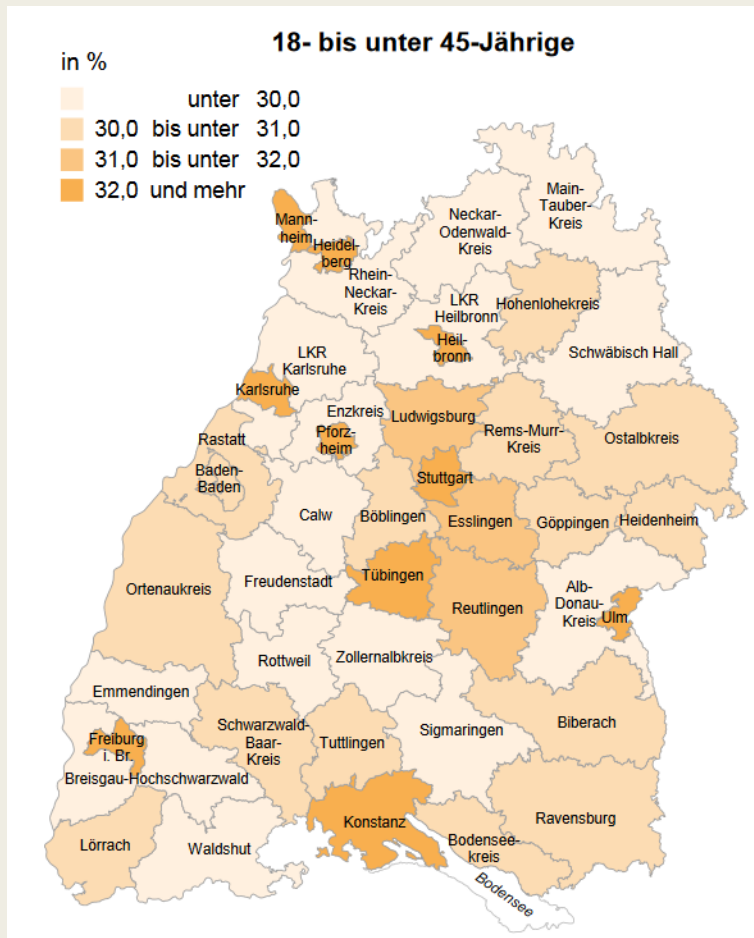 18- bis unter 45-Jährige
in %
unter 30,0
30,0 bis unter 31,0
31,0 bis unter 32,0
32,0 und mehr
Main-
Tauber-
Kreis
Neckar-
Odenwald-
Kreis
Mann-
heim
Heidel-
berg
Rhein-
Neckar-
Kreis
LKR
Heilbronn
Hohenlohekreis
Heil-
bronn
Schwäbisch Hall
LKR
Karlsruhe
Karlsruhe
Enzkreis
Pforz-
heim
Ludwigsburg
Rems-Murr-
Kreis
Ostalbkreis
Rastatt
Baden-
Baden
Stuttgart
Calw
Böblingen
Esslingen
Göppingen
Heidenheim
Ortenaukreis
Freudenstadt
Tübingen
Reutlingen
Alb-
Donau-
Kreis
Ulm
Rottweil
Zollernalbkreis
Emmendingen
Schwarzwald-
Baar-
Kreis
Tuttlingen
Sigmaringen
Biberach
Freiburg
i. Br.
Breisgau-Hochschwarzwald
Konstanz
Ravensburg
Lörrach
Waldshut
Bodensee-
kreis
Bodensee